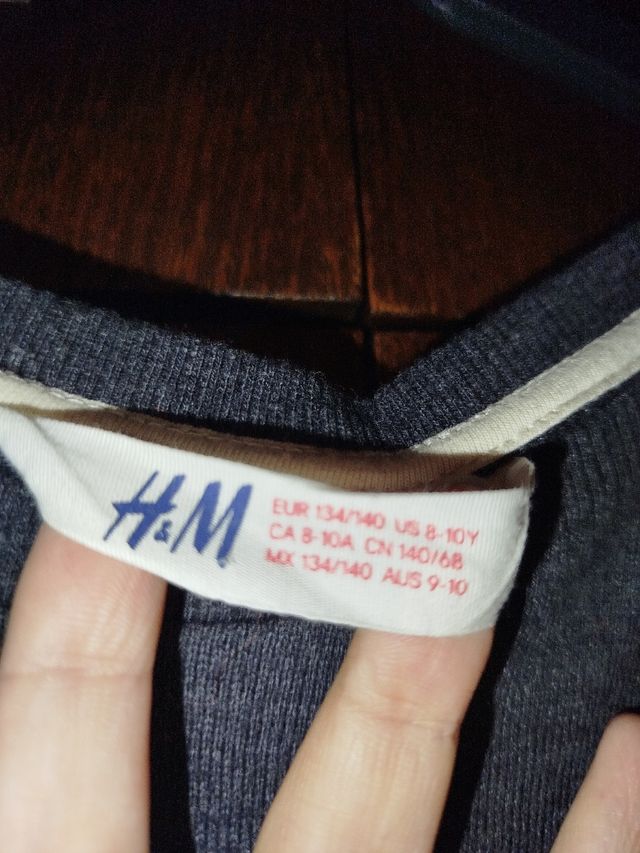 H&M
EUR 134/140 US 8-10Y
CA 8-10A CN 140/68
MX 134/140 AUS 9-10